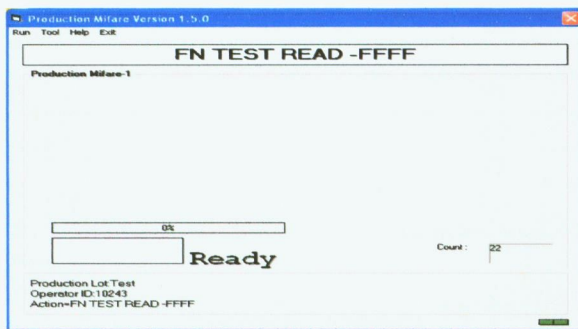 Production Mifare Version 1.5.0
Run Tool Help Exit
FN TEST READ -FFFF
Production Mifare-1
0%
Ready
Count : 22
Production Lot Test
Operator ID:10243
Action=FN TEST READ -FFFF